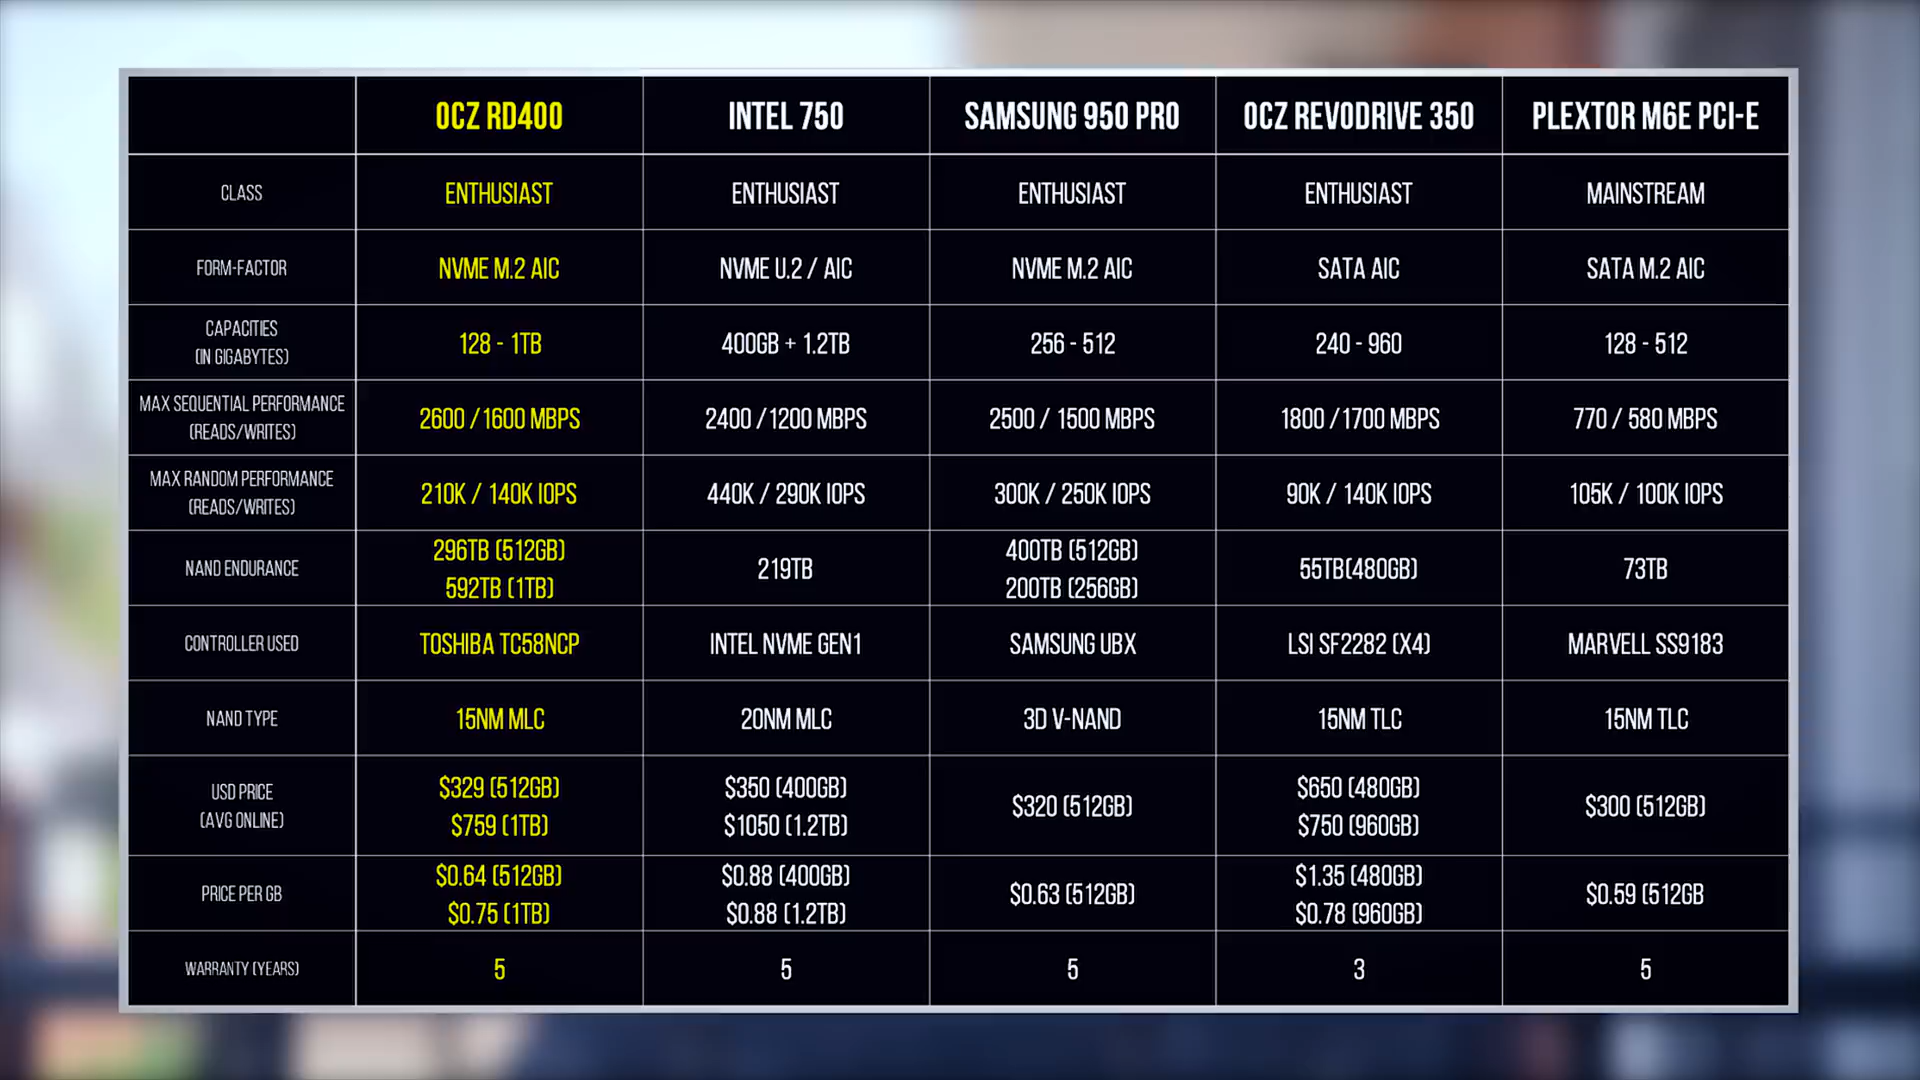 OCZ RD400 INTEL 750 SAMSUNG 950 PRO OCZ REVODRIVE 350 PLEXTOR M6E PCI-E
CLASS ENTHUSIAST ENTHUSIAST ENTHUSIAST ENTHUSIAST MAINSTREAM
FORM-FACTOR NVME M.2 AIC NVME U.2 / AIC NVME M.2 AIC SATA AIC SATA M.2 AIC
CAPACITIES
(IN GIGABYTES) 128 - 1TB 400GB + 1.2TB 256 - 512 240 - 960 128 - 512
MAX SEQUENTIAL PERFORMANCE
(READS/WRITES) 2600 /1600 MBPS 2400 /1200 MBPS 2500 / 1500 MBPS 1800 /1700 MBPS 770 / 580 MBPS
MAX RANDOM PERFORMANCE
(READS/WRITES) 210K / 140K IOPS 440K / 290K IOPS 300K / 250K IOPS 90K / 140K IOPS 105K / 100K IOPS
NAND ENDURANCE 296TB (512GB)
592TB (1TB) 219TB 400TB (512GB)
200TB (256GB) 55TB(480GB) 73TB
CONTROLLER USED TOSHIBA TC58NCP INTEL NVME GEN1 SAMSUNG UBX LSI SF2282 (X4) MARVELL SS9183
NAND TYPE 15NM MLC 20NM MLC 3D V-NAND 15NM TLC 15NM TLC
USD PRICE
(AVG ONLINE) $329 (512GB)
$759 (1TB) $350 (400GB)
$1050 (1.2TB) $320 (512GB) $650 (480GB)
$750 (960GB) $300 (512GB)
PRICE PER GB $0.64 (512GB)
$0.75 (1TB) $0.88 (400GB)
$0.88 (1.2TB) $0.63 (512GB) $1.35 (480GB)
$0.78 (960GB) $0.59 (512GB
WARRANTY (YEARS) 5 5 5 3 5